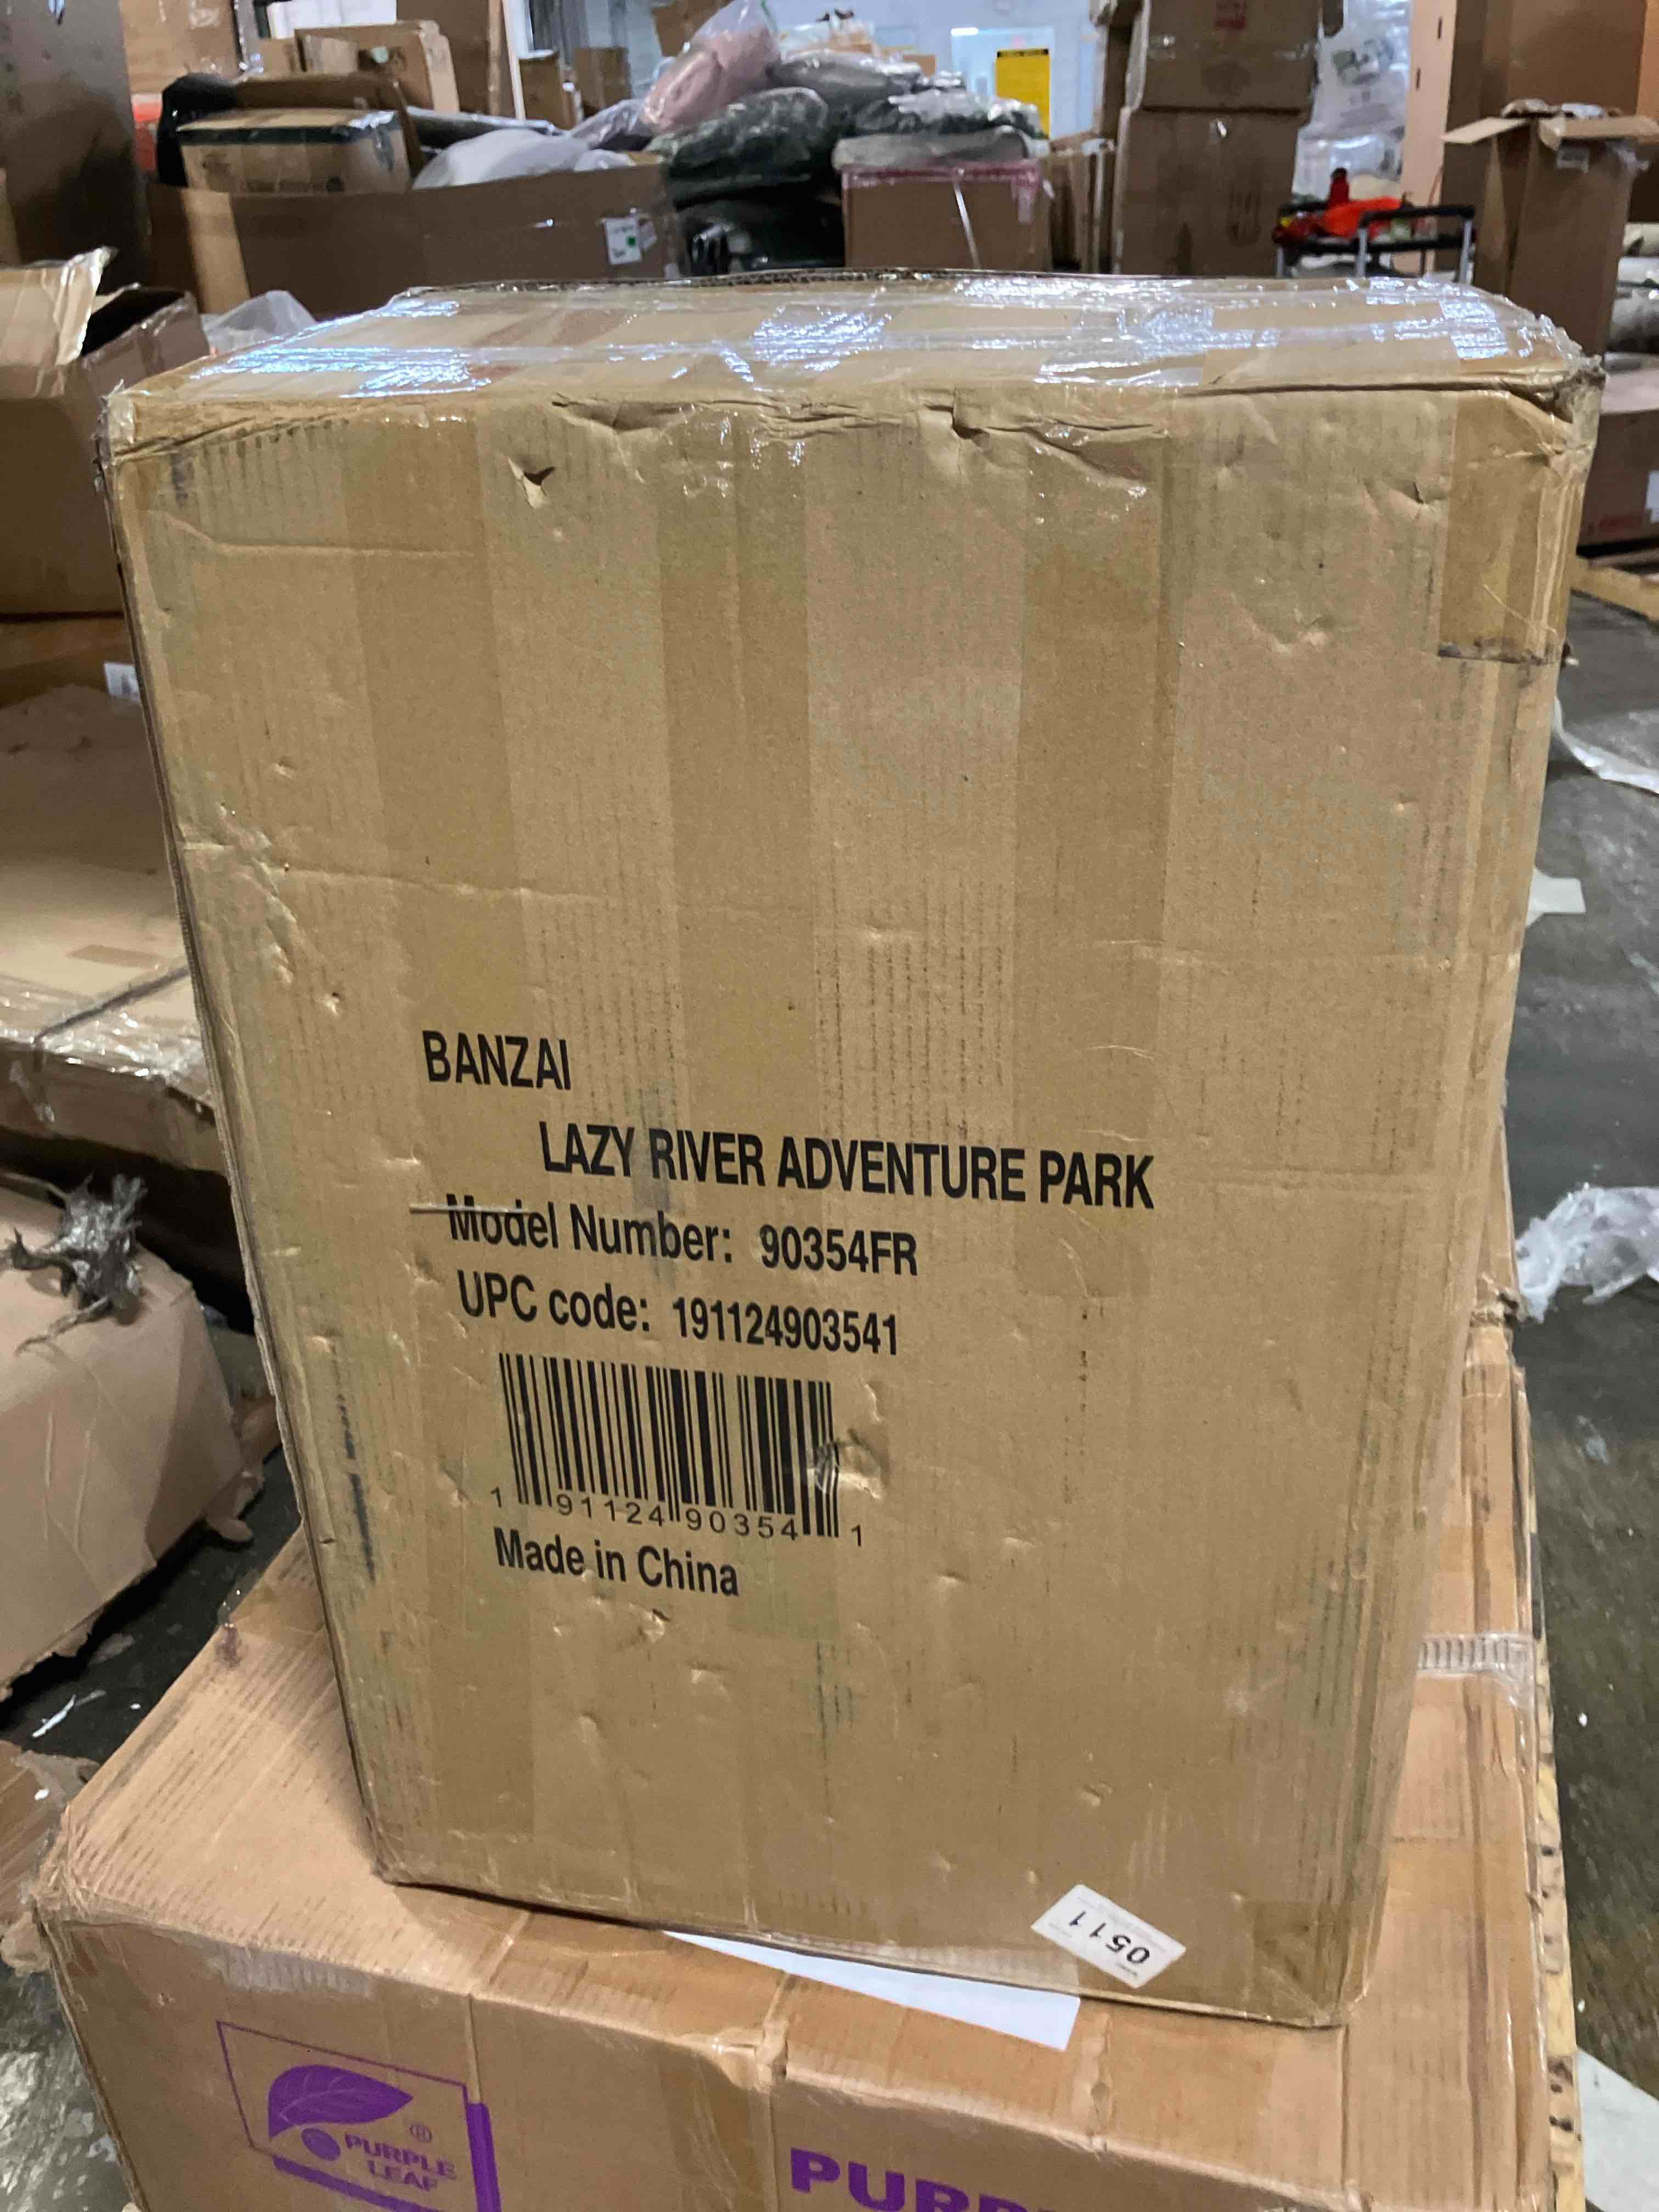 BANZAI
LAZY RIVER ADVENTURE PARK
Model Number: 90354FR
UPC code: 191124903541
1 91124 90354 1
Made in China
0511
®
PURPLE
LEAF